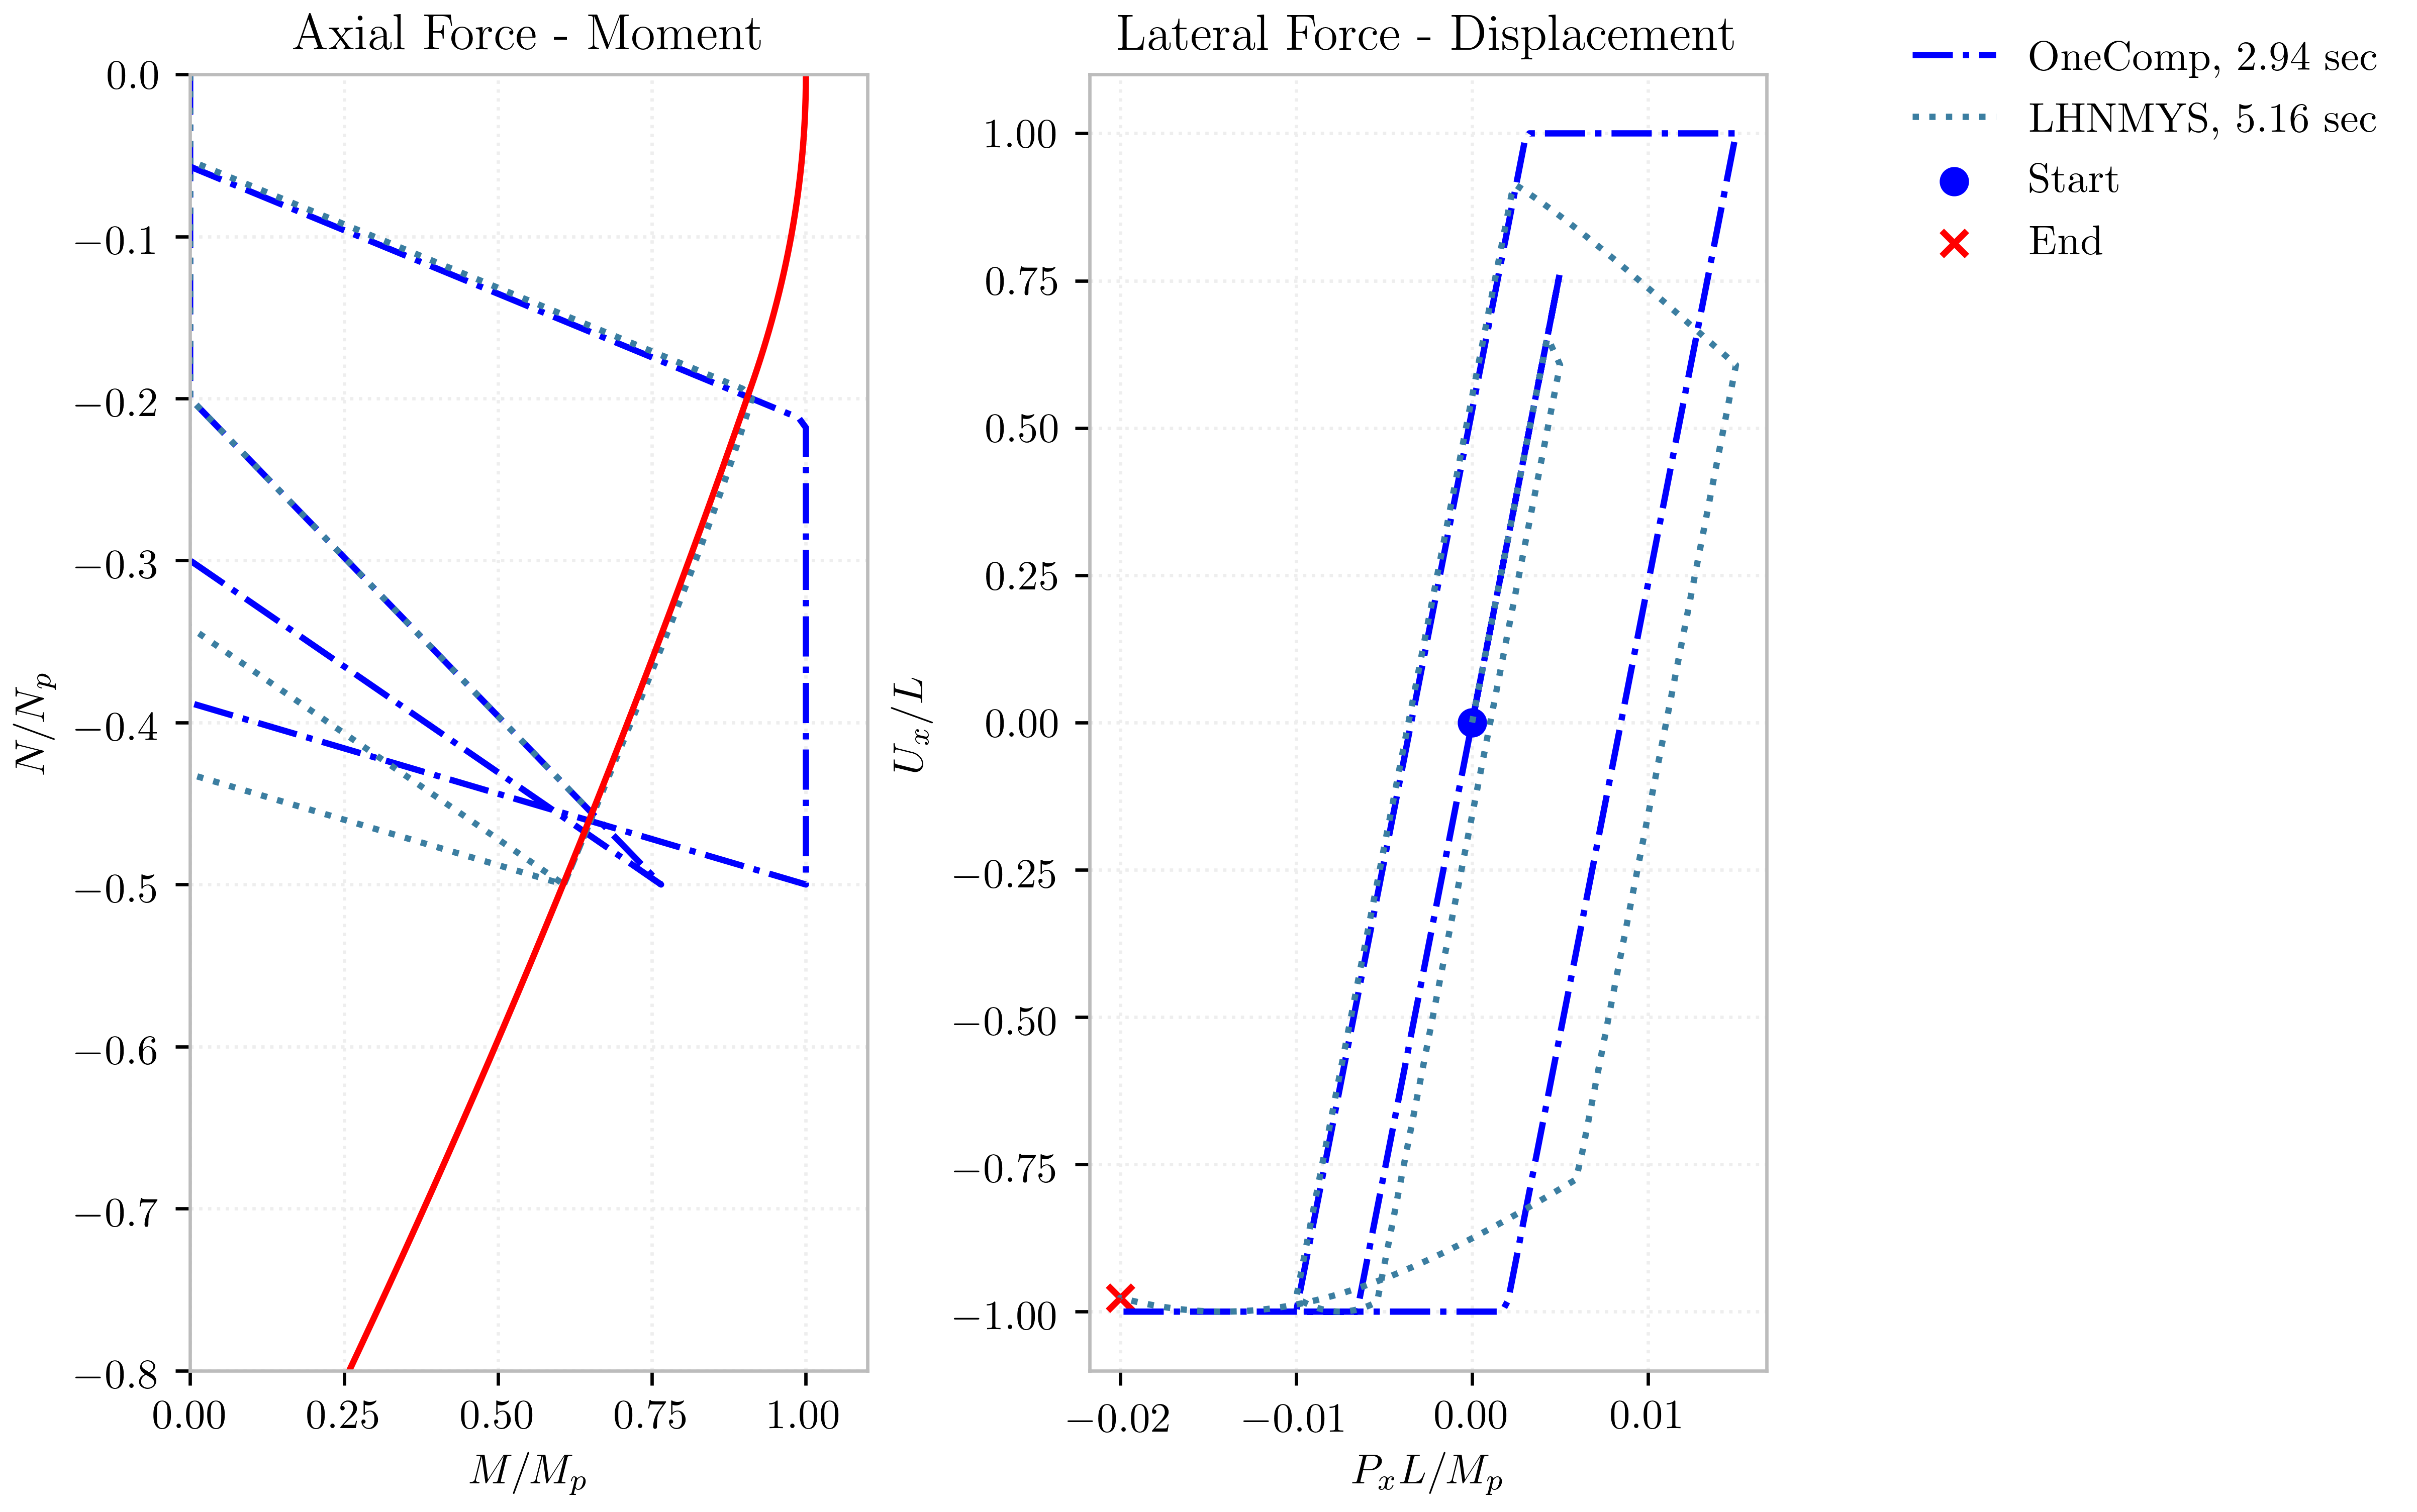 Axial Force - Moment
0.0
−0.1
−0.2
−0.3
−0.4
−0.5
−0.6
−0.7
−0.8
N/N_p
0.00 0.25 0.50 0.75 1.00
M/M_p
Lateral Force - Displacement
1.00
0.75
0.50
0.25
0.00
−0.25
−0.50
−0.75
−1.00
U_x/L
−0.02 −0.01 0.00 0.01
P_xL/M_p
OneComp, 2.94 sec
LHNMYS, 5.16 sec
Start
End